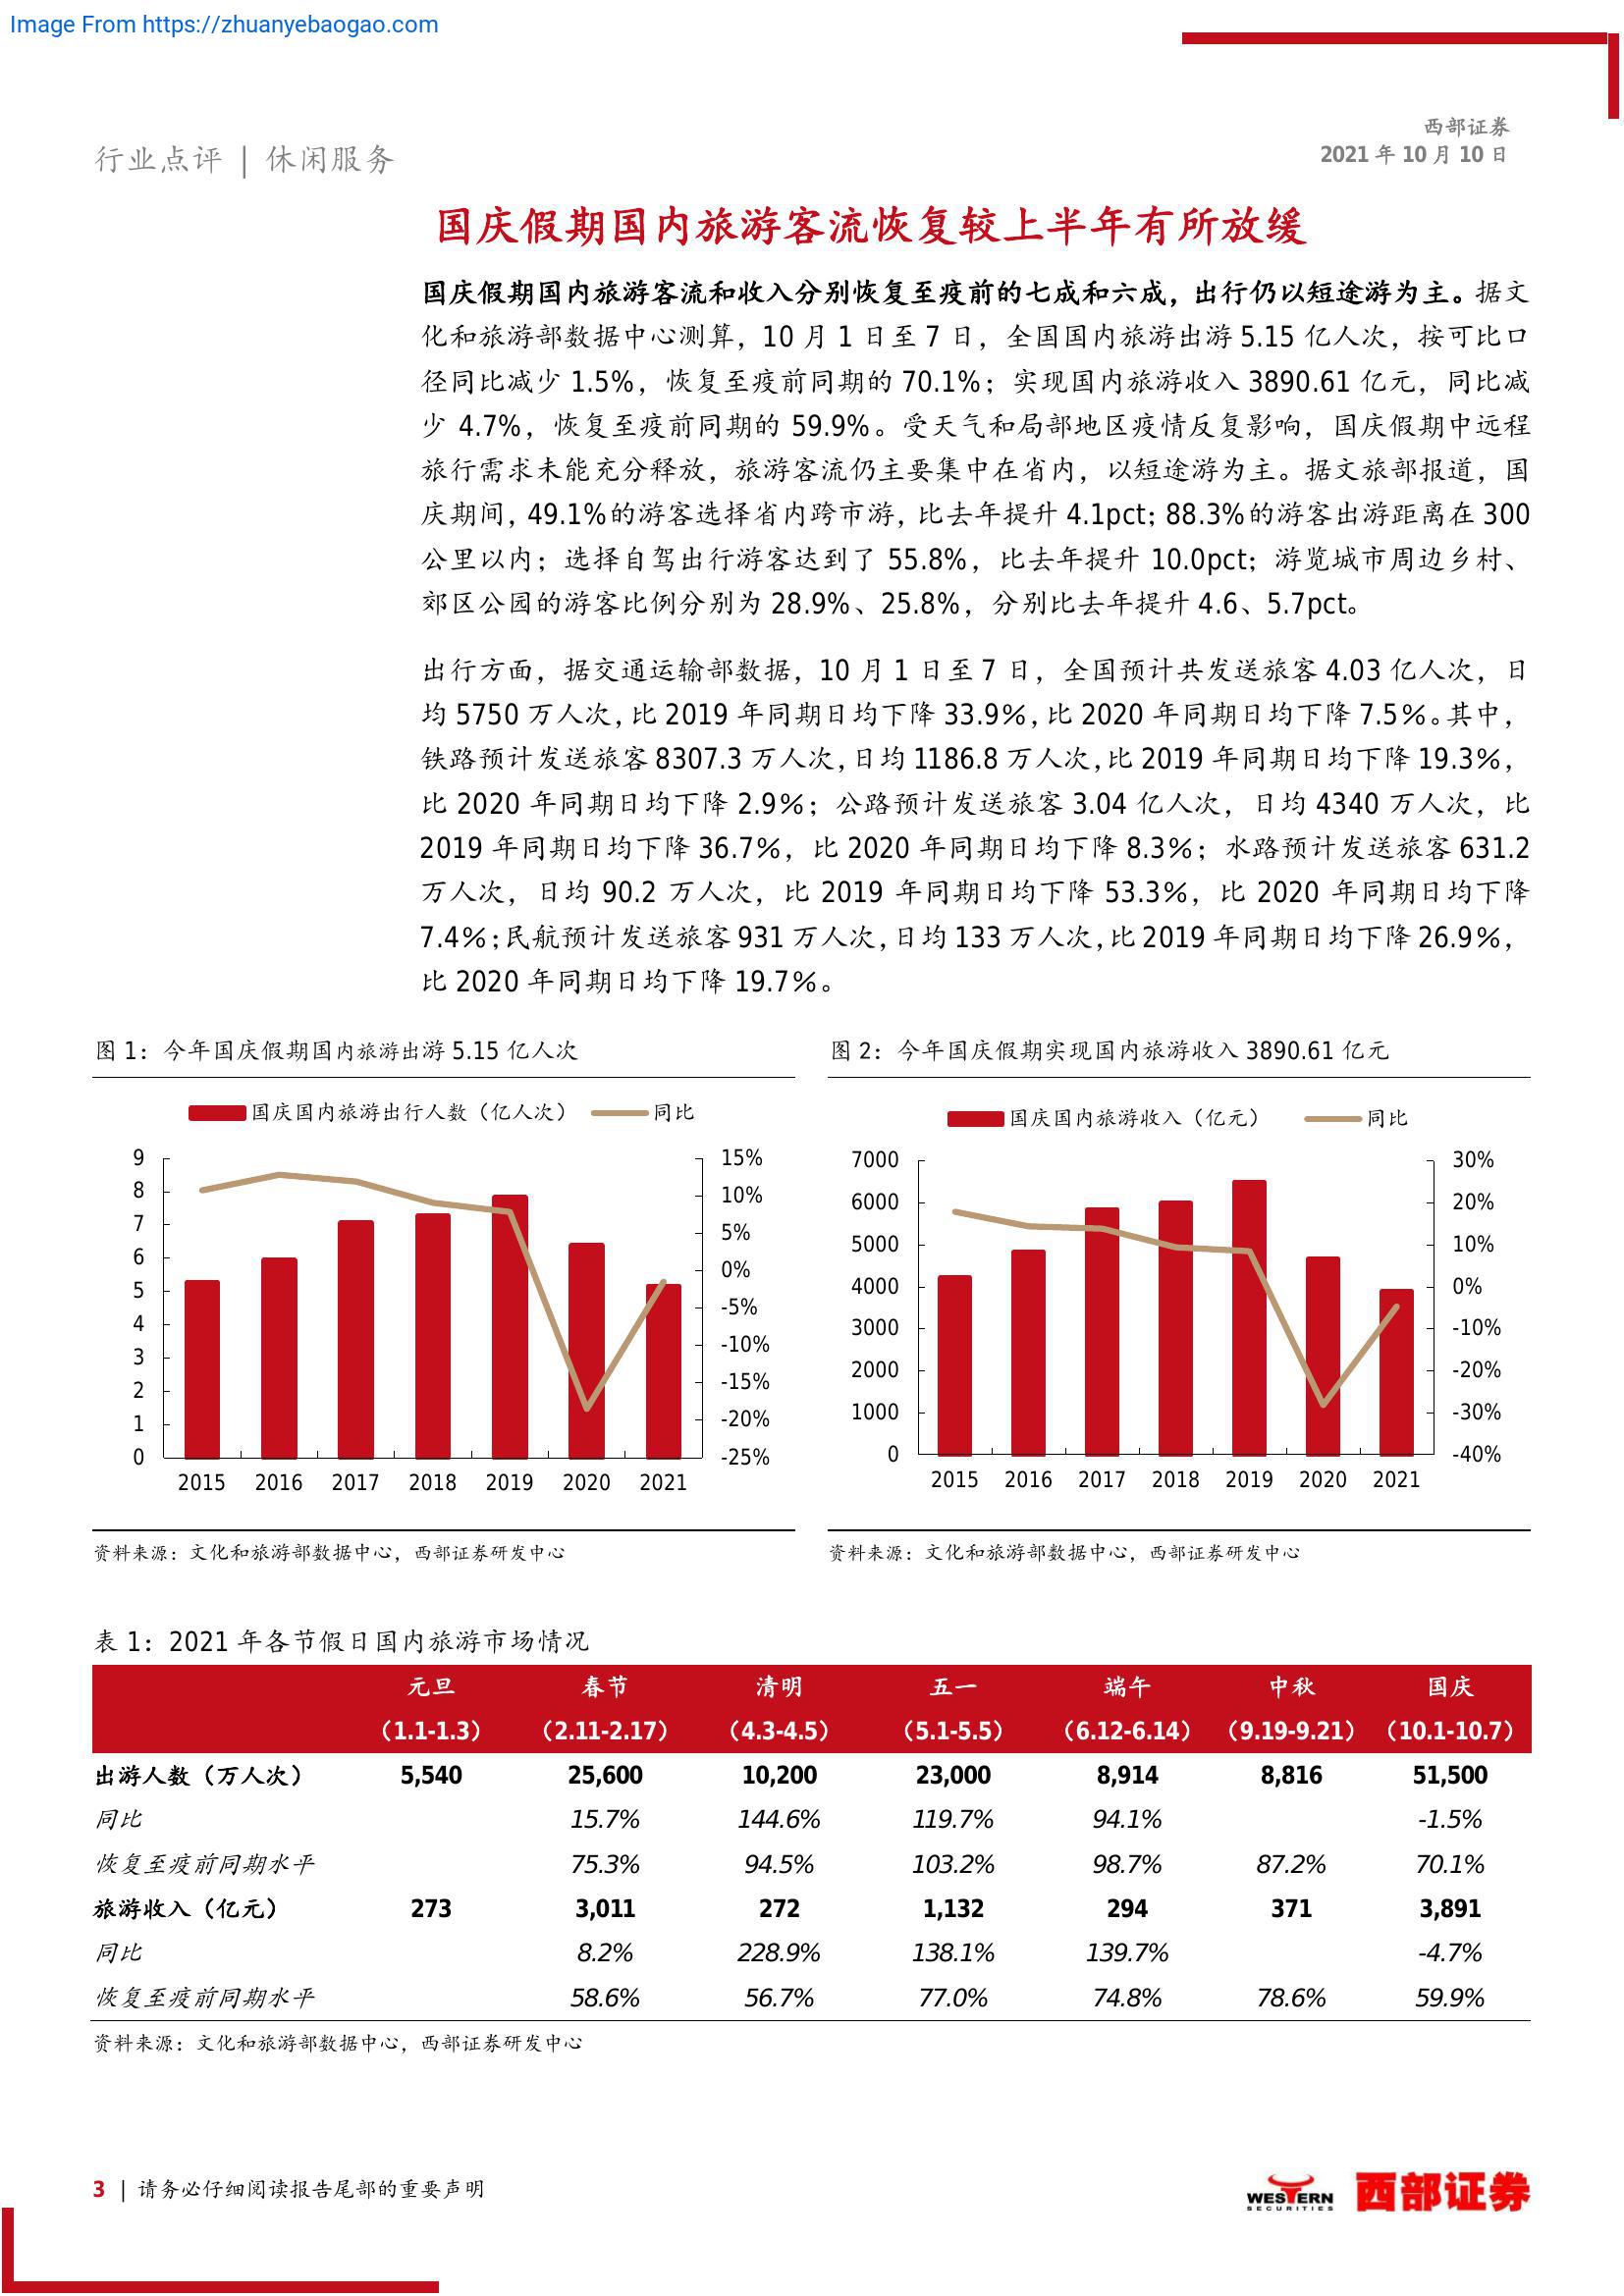 Image From https://zhuanyebaogao.com
西部证券
2021 年 10 月 10 日
行业点评 | 休闲服务
国庆假期国内旅游客流恢复较上半年有所放缓
国庆假期国内旅游客流和收入分别恢复至疫前的七成和六成，出行仍以短途游为主。据文
化和旅游部数据中心测算，10 月 1 日至 7 日，全国国内旅游出游 5.15 亿人次，按可比口
径同比减少 1.5%，恢复至疫前同期的 70.1%；实现国内旅游收入 3890.61 亿元，同比减
少 4.7%，恢复至疫前同期的 59.9%。受天气和局部地区疫情反复影响，国庆假期中远程
旅行需求未能充分释放，旅游客流仍主要集中在省内，以短途游为主。据文旅部报道，国
庆期间，49.1%的游客选择省内跨市游，比去年提升 4.1pct；88.3%的游客出游距离在 300
公里以内；选择自驾出行游客达到了 55.8%，比去年提升 10.0pct；游览城市周边乡村、
郊区公园的游客比例分别为 28.9%、25.8%，分别比去年提升 4.6、5.7pct。
出行方面，据交通运输部数据，10 月 1 日至 7 日，全国预计共发送旅客 4.03 亿人次，日
均 5750 万人次，比 2019 年同期日均下降 33.9%，比 2020 年同期日均下降 7.5%。其中，
铁路预计发送旅客 8307.3 万人次，日均 1186.8 万人次，比 2019 年同期日均下降 19.3%，
比 2020 年同期日均下降 2.9%；公路预计发送旅客 3.04 亿人次，日均 4340 万人次，比
2019 年同期日均下降 36.7%，比 2020 年同期日均下降 8.3%；水路预计发送旅客 631.2
万人次，日均 90.2 万人次，比 2019 年同期日均下降 53.3%，比 2020 年同期日均下降
7.4%；民航预计发送旅客 931 万人次，日均 133 万人次，比 2019 年同期日均下降 26.9%，
比 2020 年同期日均下降 19.7%。
图 1：今年国庆假期国内旅游出游 5.15 亿人次
国庆国内旅游出行人数（亿人次） 同比
9
8
7
6
5
4
3
2
1
0
15%
10%
5%
0%
-5%
-10%
-15%
-20%
-25%
2015 2016 2017 2018 2019 2020 2021
资料来源：文化和旅游部数据中心，西部证券研发中心
图 2：今年国庆假期实现国内旅游收入 3890.61 亿元
国庆国内旅游收入（亿元） 同比
7000
6000
5000
4000
3000
2000
1000
0
30%
20%
10%
0%
-10%
-20%
-30%
-40%
2015 2016 2017 2018 2019 2020 2021
资料来源：文化和旅游部数据中心，西部证券研发中心
表 1：2021 年各节假日国内旅游市场情况
元旦 春节 清明 五一 端午 中秋 国庆
（1.1-1.3） （2.11-2.17） （4.3-4.5） （5.1-5.5） （6.12-6.14） （9.19-9.21） （10.1-10.7）
出游人数（万人次） 5,540 25,600 10,200 23,000 8,914 8,816 51,500
同比 15.7% 144.6% 119.7% 94.1% -1.5%
恢复至疫前同期水平 75.3% 94.5% 103.2% 98.7% 87.2% 70.1%
旅游收入（亿元） 273 3,011 272 1,132 294 371 3,891
同比 8.2% 228.9% 138.1% 139.7% -4.7%
恢复至疫前同期水平 58.6% 56.7% 77.0% 74.8% 78.6% 59.9%
资料来源：文化和旅游部数据中心，西部证券研发中心
3 | 请务必仔细阅读报告尾部的重要声明
WESTERN
SECURITIES
西部证券